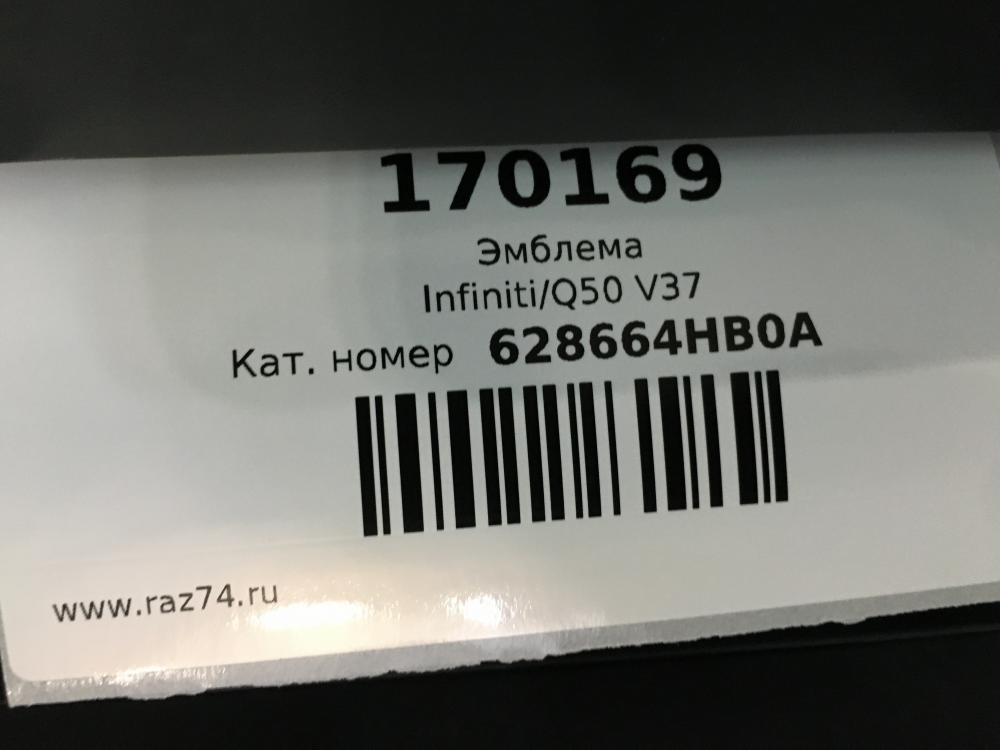 170169
Эмблема
Infiniti/Q50 V37
Кат. номер 628664HB0A
www.raz74.ru